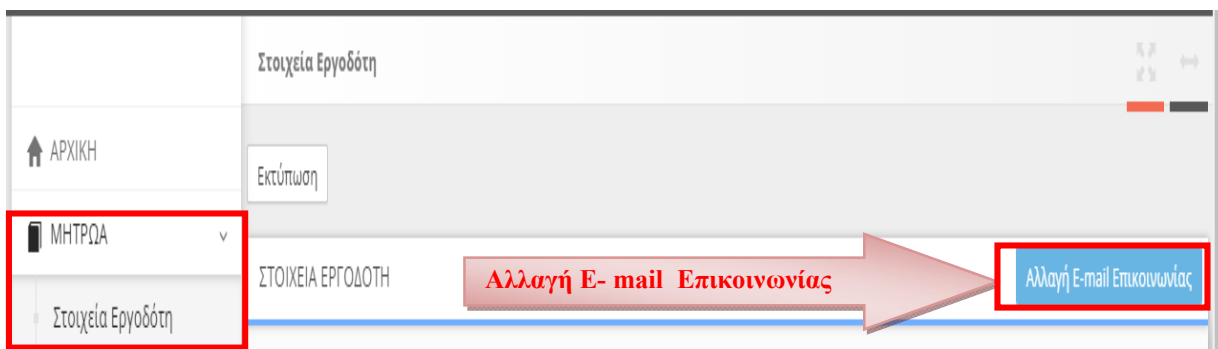 Στοιχεία Εργοδότη
ΑΡΧΙΚΗ
Εκτύπωση
ΜΗΤΡΩΑ
ΣΤΟΙΧΕΙΑ ΕΡΓΟΔΟΤΗ
Αλλαγή E- mail Επικοινωνίας
Αλλαγή E-mail Επικοινωνίας
Στοιχεία Εργοδότη